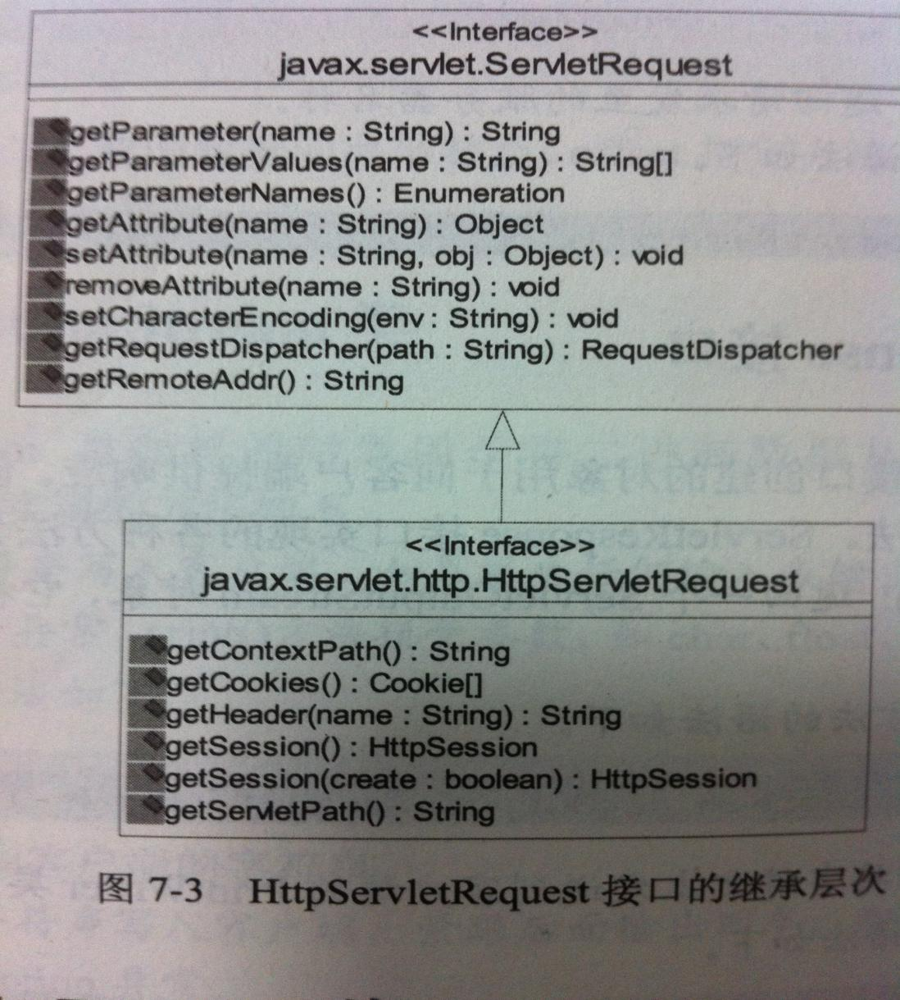 <<Interface>>
javax.servlet.ServletRequest
getParameter(name : String) : String
getParameterValues(name : String) : String[]
getParameterNames() : Enumeration
getAttribute(name : String) : Object
setAttribute(name : String, obj : Object) : void
removeAttribute(name : String) : void
setCharacterEncoding(env : String) : void
getRequestDispatcher(path : String) : RequestDispatcher
getRemoteAddr() : String
<<Interface>>
javax.servlet.http.HttpServletRequest
getContextPath() : String
getCookies() : Cookie[]
getHeader(name : String) : String
getSession() : HttpSession
getSession(create : boolean) : HttpSession
getServletPath() : String
图 7-3 HttpServletRequest 接口的继承层次